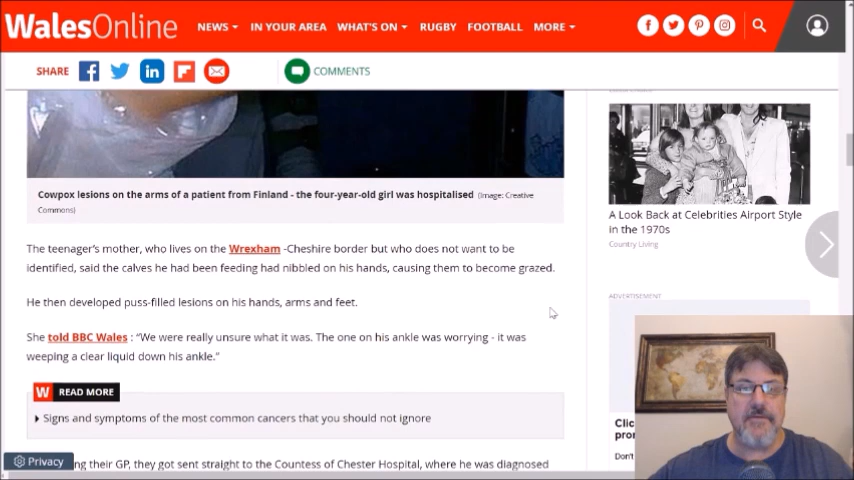 WalesOnline
NEWS IN YOUR AREA WHAT'S ON RUGBY FOOTBALL MORE
SHARE
COMMENTS
Cowpox lesions on the arms of a patient from Finland - the four-year-old girl was hospitalised (Image: Creative
Commons)
The teenager's mother, who lives on the Wrexham -Cheshire border but who does not want to be
identified, said the calves he had been feeding had nibbled on his hands, causing them to become grazed.
He then developed puss-filled lesions on his hands, arms and feet.
She told BBC Wales : "We were really unsure what it was. The one on his ankle was worrying - it was
weeping a clear liquid down his ankle."
W READ MORE
Signs and symptoms of the most common cancers that you should not ignore
ng their GP, they got sent straight to the Countess of Chester Hospital, where he was diagnosed
Privacy
A Look Back at Celebrities Airport Style
in the 1970s
Country Living
ADVERTISEMENT
Clic
pro
Don't